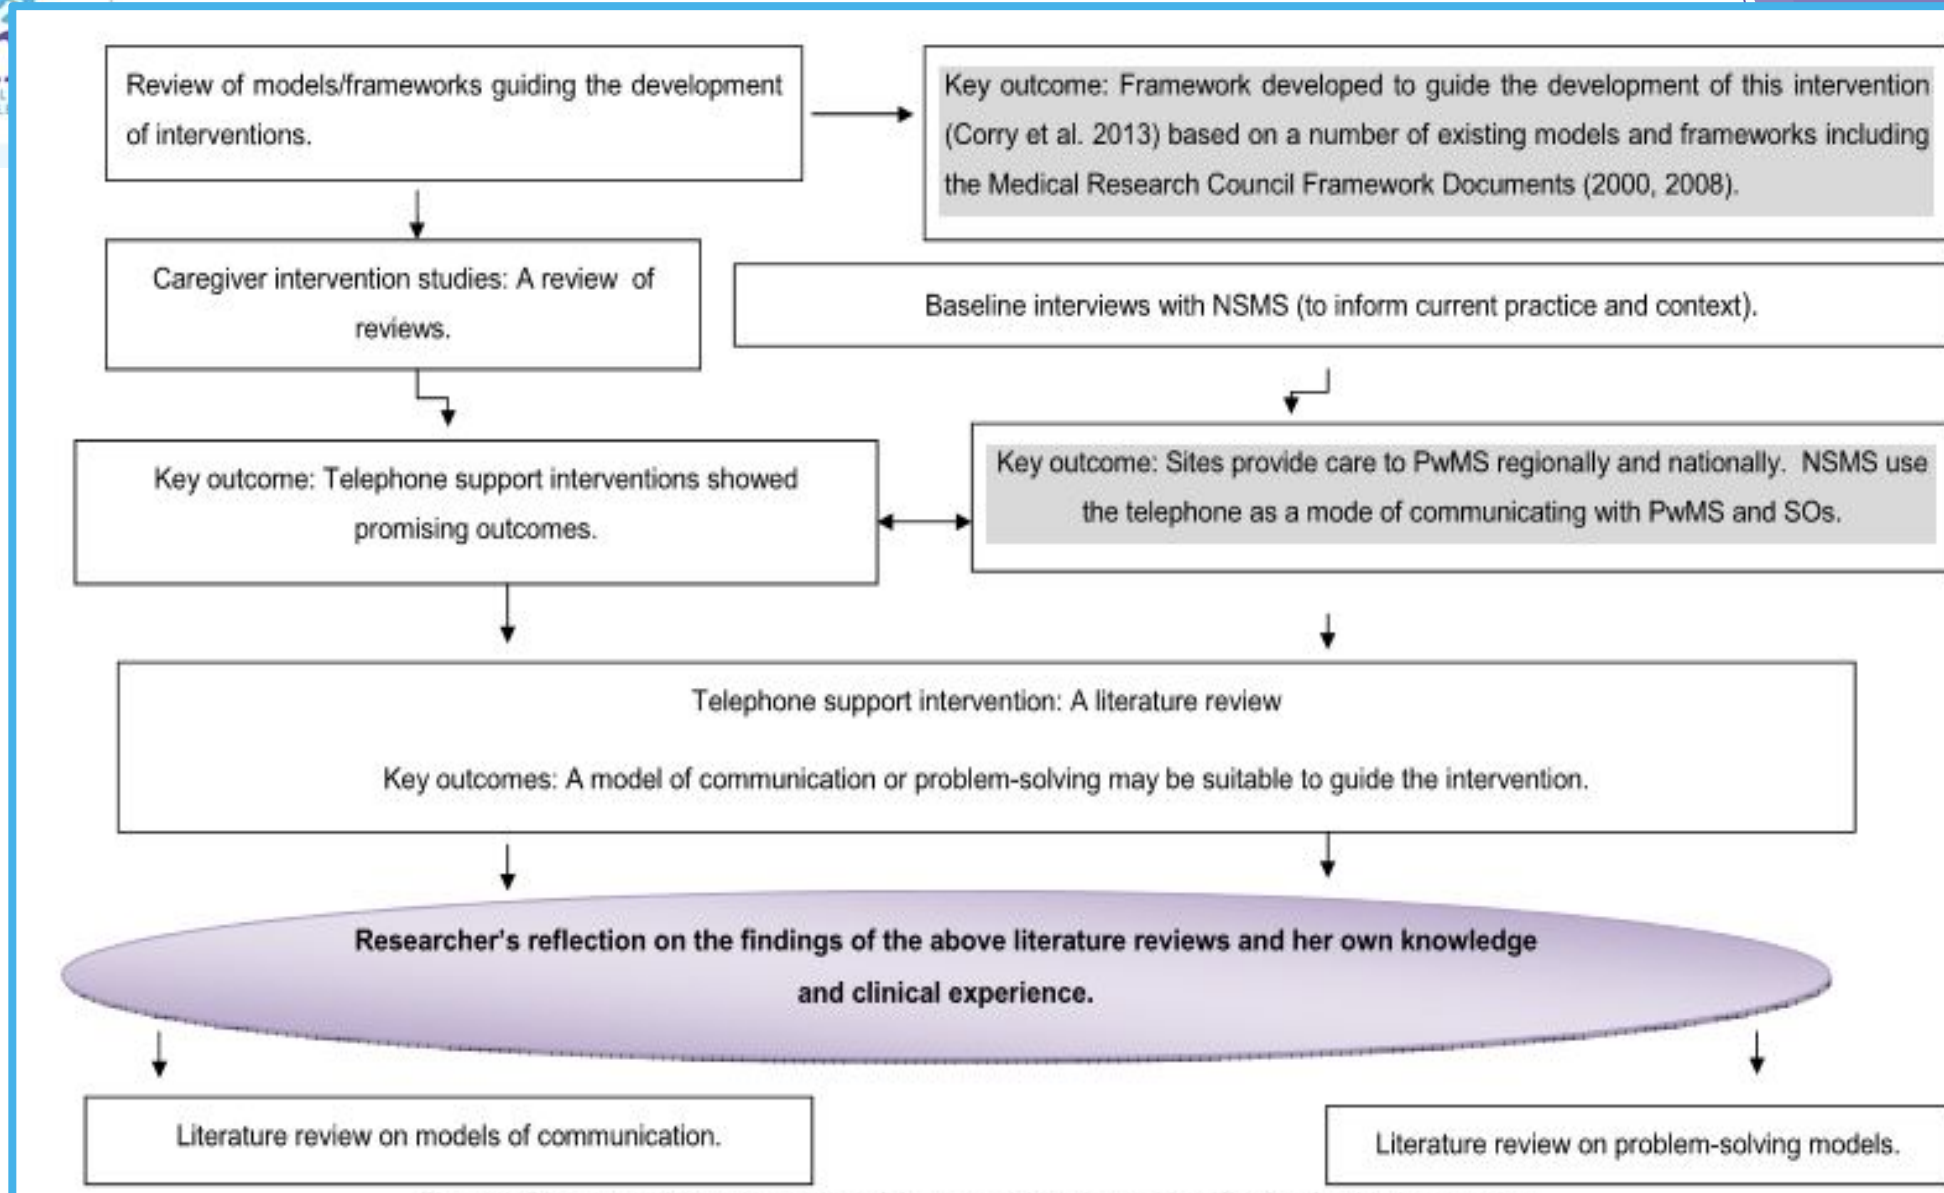 Review of models/frameworks guiding the development
of interventions.
Key outcome: Framework developed to guide the development of this intervention
(Corry et al. 2013) based on a number of existing models and frameworks including
the Medical Research Council Framework Documents (2000, 2008).
Caregiver intervention studies: A review of
reviews.
Baseline interviews with NSMS (to inform current practice and context).
Key outcome: Telephone support interventions showed
promising outcomes.
Key outcome: Sites provide care to PwMS regionally and nationally. NSMS use
the telephone as a mode of communicating with PwMS and SOs.
Telephone support intervention: A literature review
Key outcomes: A model of communication or problem-solving may be suitable to guide the intervention.
Researcher's reflection on the findings of the above literature reviews and her own knowledge
and clinical experience.
Literature review on models of communication.
Literature review on problem-solving models.